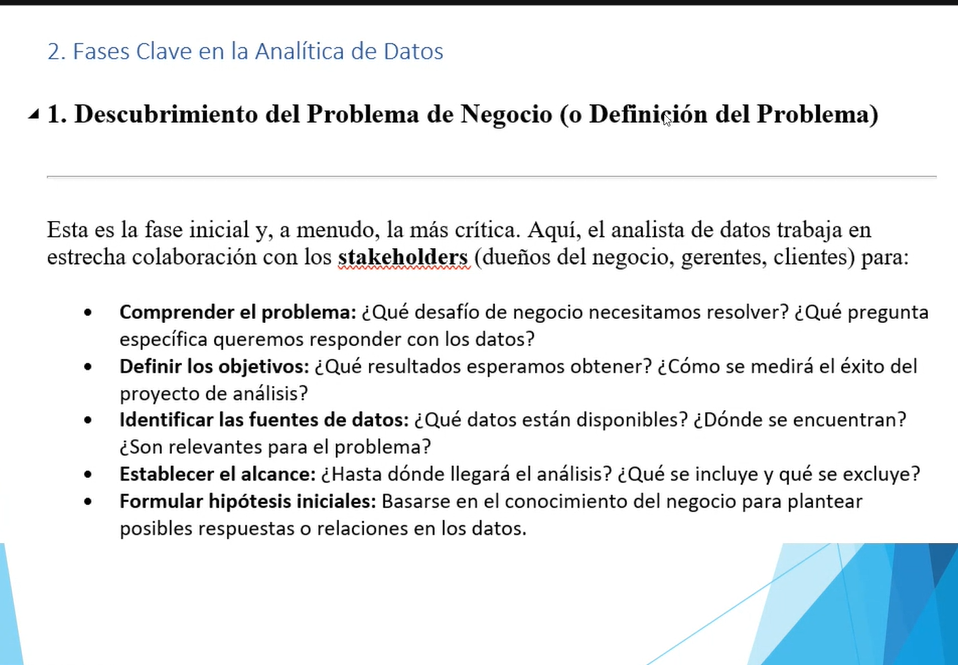 2. Fases Clave en la Analítica de Datos
1. Descubrimiento del Problema de Negocio (o Definición del Problema)
Esta es la fase inicial y, a menudo, la más crítica. Aquí, el analista de datos trabaja en
estrecha colaboración con los stakeholders (dueños del negocio, gerentes, clientes) para:
• Comprender el problema: ¿Qué desafío de negocio necesitamos resolver? ¿Qué pregunta
específica queremos responder con los datos?
• Definir los objetivos: ¿Qué resultados esperamos obtener? ¿Cómo se medirá el éxito del
proyecto de análisis?
• Identificar las fuentes de datos: ¿Qué datos están disponibles? ¿Dónde se encuentran?
¿Son relevantes para el problema?
• Establecer el alcance: ¿Hasta dónde llegará el análisis? ¿Qué se incluye y qué se excluye?
• Formular hipótesis iniciales: Basarse en el conocimiento del negocio para plantear
posibles respuestas o relaciones en los datos.